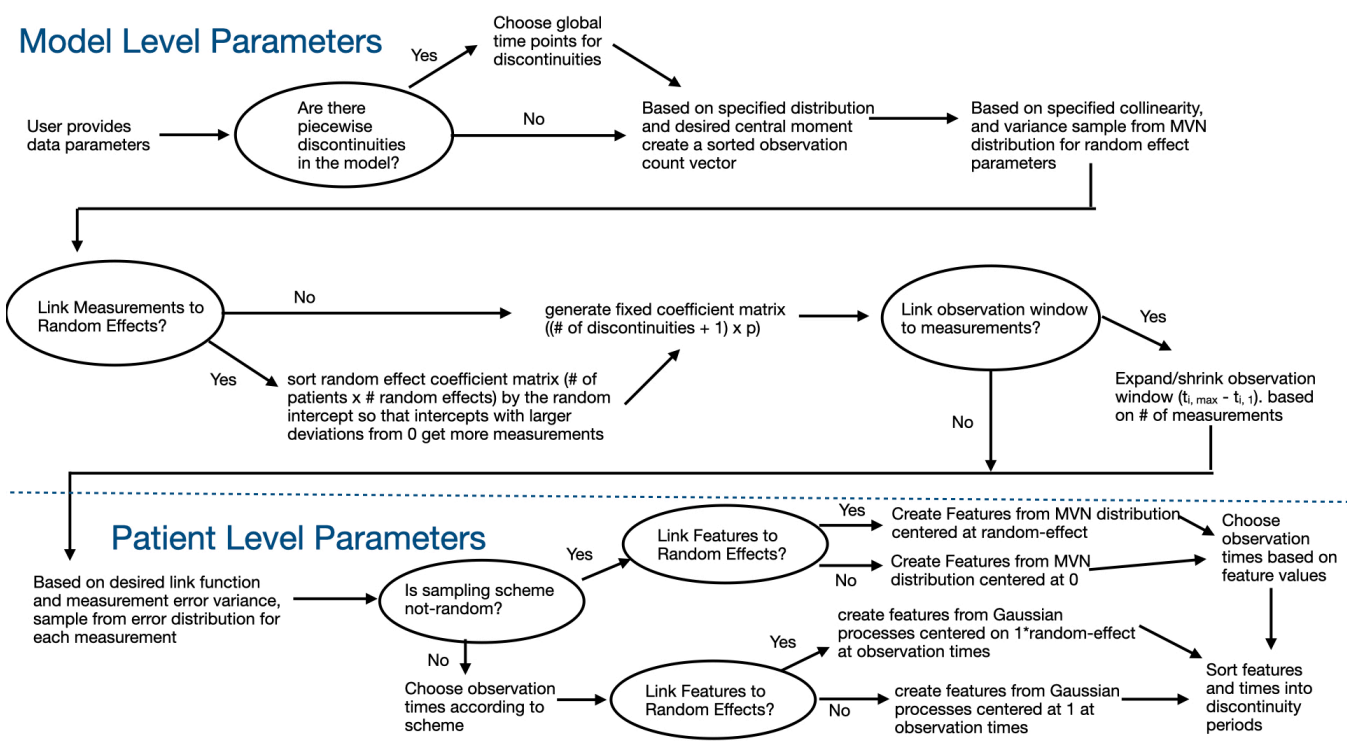 Model Level Parameters
User provides
data parameters
Are there
piecewise
discontinuities
in the model?
Yes
Choose global
time points for
discontinuities
No
Based on specified distribution
and desired central moment
create a sorted observation
count vector
Based on specified collinearity,
and variance sample from MVN
distribution for random effect
parameters
Link Measurements to
Random Effects?
No
Yes
sort random effect coefficient matrix (# of
patients x # random effects) by the random
intercept so that intercepts with larger
deviations from 0 get more measurements
generate fixed coefficient matrix
((# of discontinuities + 1) x p)
Link observation window
to measurements?
Yes
Expand/shrink observation
window (ti, max - ti, 1). based
on # of measurements
No
Patient Level Parameters
Based on desired link function
and measurement error variance,
sample from error distribution for
each measurement
Is sampling scheme
not-random?
Yes
Link Features to
Random Effects?
Yes
Create Features from MVN distribution
centered at random-effect
No
Create Features from MVN
distribution centered at 0
Choose
observation
times based on
feature values
No
Choose observation
times according to
scheme
Link Features to
Random Effects?
Yes
create features from Gaussian
processes centered on 1*random-effect
at observation times
No
create features from Gaussian
processes centered at 1 at
observation times
Sort features
and times into
discontinuity
periods